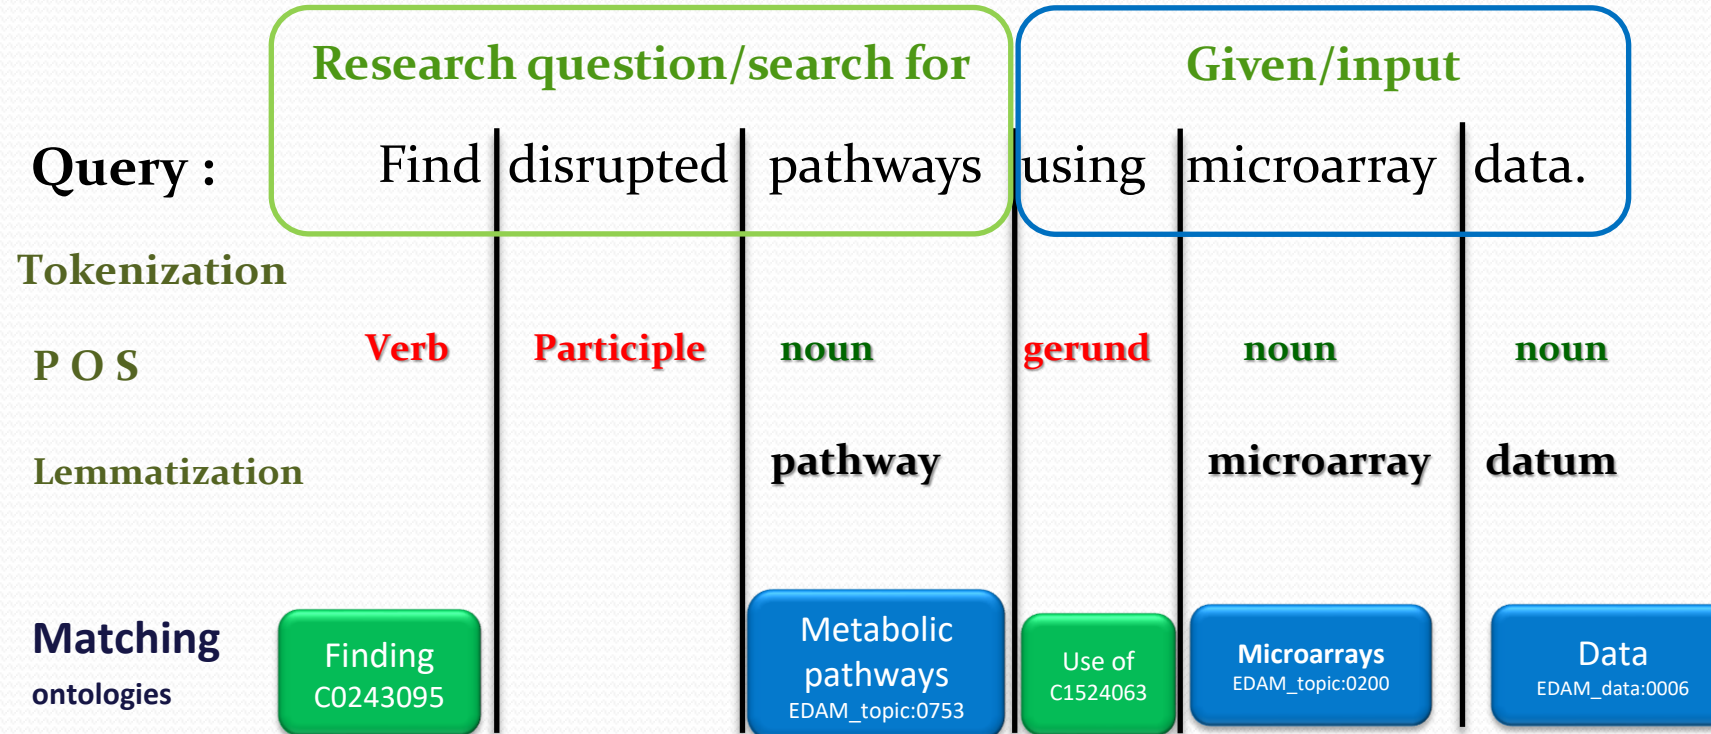 Research question/search for Given/input
Query : Find disrupted pathways using microarray data.
Tokenization
P O S Verb Participle noun gerund noun noun
Lemmatization pathway microarray datum
Matching
ontologies
Finding
C0243095
Metabolic
pathways
EDAM_topic:0753
Use of
C1524063
Microarrays
EDAM_topic:0200
Data
EDAM_data:0006